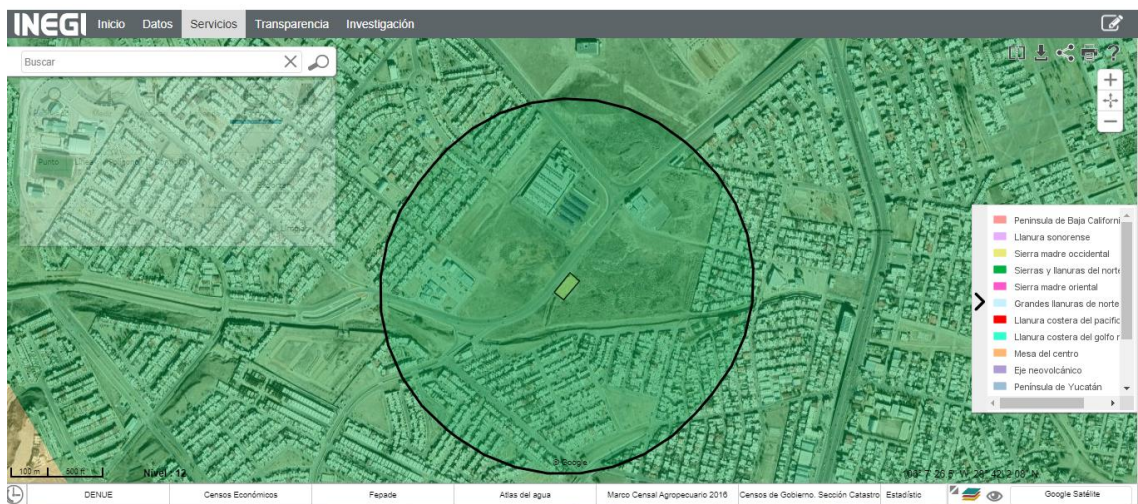 INEGI Inicio Datos Servicios Transparencia Investigación
Buscar
Punto
Península de Baja Californi
Llanura sonorense
Sierra madre occidental
Sierras y llanuras del norte
Sierra madre oriental
Grandes llanuras de norte
Llanura costera del pacífic
Llanura costera del golfo n
Mesa del centro
Eje neovolcánico
Península de Yucatán
© Google
100 m 500 ft Nivel : 12
DENUE Censos Económicos Fepade Atlas del agua Marco Censal Agropecuario 2016 Censos de Gobierno. Sección Catastro Estadístic Google Satélite